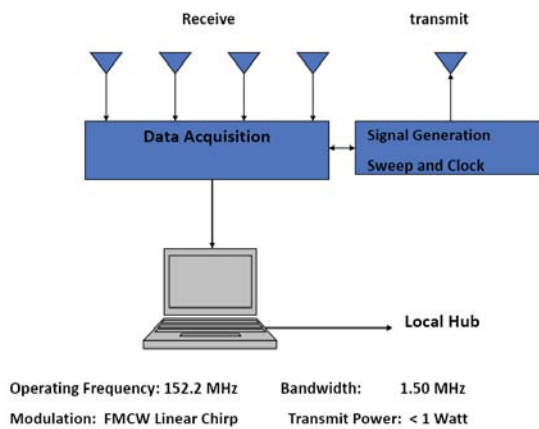 Receive transmit
Data Acquisition
Signal Generation
Sweep and Clock
Local Hub
Operating Frequency: 152.2 MHz Bandwidth: 1.50 MHz
Modulation: FMCW Linear Chirp Transmit Power: < 1 Watt